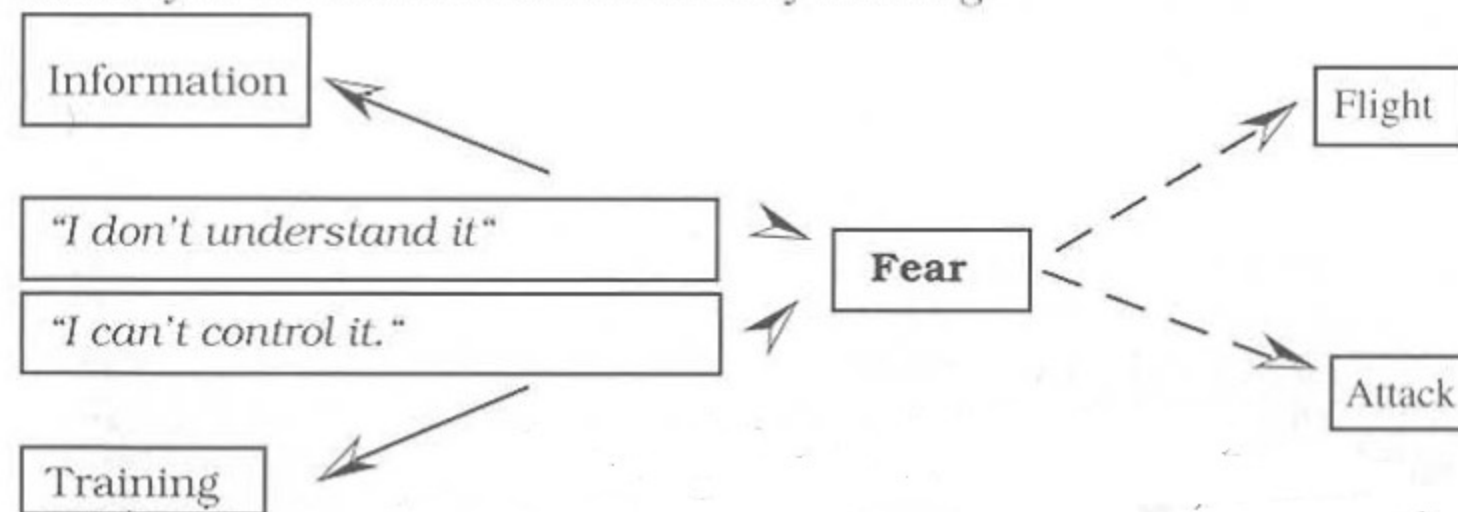 Information
Flight
“I don't understand it“
Fear
“I can't control it.“
Attack
Training